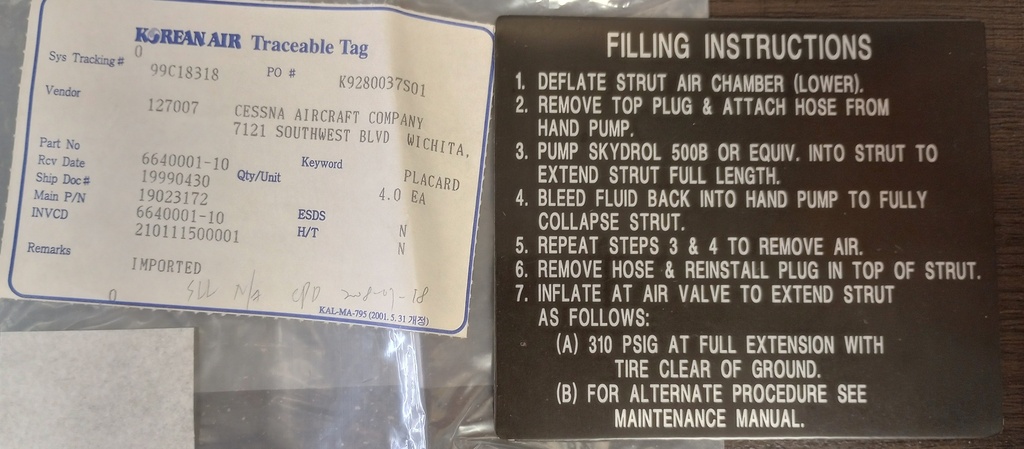 KOREAN AIR Traceable Tag
Sys Tracking# 0
99C18318 PO # K9280037S01
Vendor
127007 CESSNA AIRCRAFT COMPANY
7121 SOUTHWEST BLVD WICHITA,
Part No 6640001-10 Keyword PLACARD
Rcv Date 19990430 Qty/Unit 4.0 EA
Ship Doc# 19023172
Main P/N 6640001-10 ESDS N
INVCD 210111500001 H/T N
Remarks
IMPORTED
0 N/A
KAL-MA-795 (2001. 5. 31 개정)
FILLING INSTRUCTIONS
1. DEFLATE STRUT AIR CHAMBER (LOWER).
2. REMOVE TOP PLUG & ATTACH HOSE FROM
HAND PUMP.
3. PUMP SKYDROL 500B OR EQUIV. INTO STRUT TO
EXTEND STRUT FULL LENGTH.
4. BLEED FLUID BACK INTO HAND PUMP TO FULLY
COLLAPSE STRUT.
5. REPEAT STEPS 3 & 4 TO REMOVE AIR.
6. REMOVE HOSE & REINSTALL PLUG IN TOP OF STRUT.
7. INFLATE AT AIR VALVE TO EXTEND STRUT
AS FOLLOWS:
(A) 310 PSIG AT FULL EXTENSION WITH
TIRE CLEAR OF GROUND.
(B) FOR ALTERNATE PROCEDURE SEE
MAINTENANCE MANUAL.